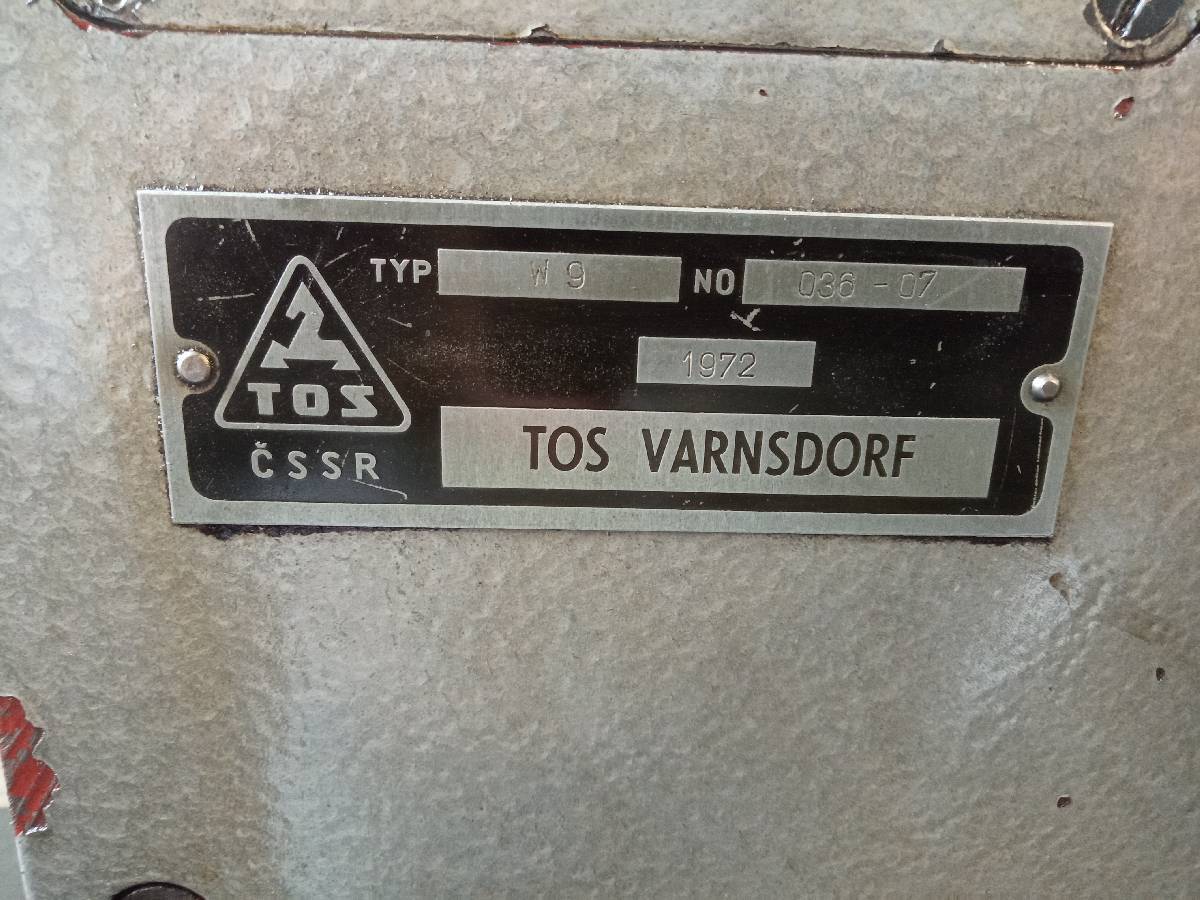 TYP W 9 NO 036 - 07
1972
TOS
TOS VARNSDORF
ČSSR